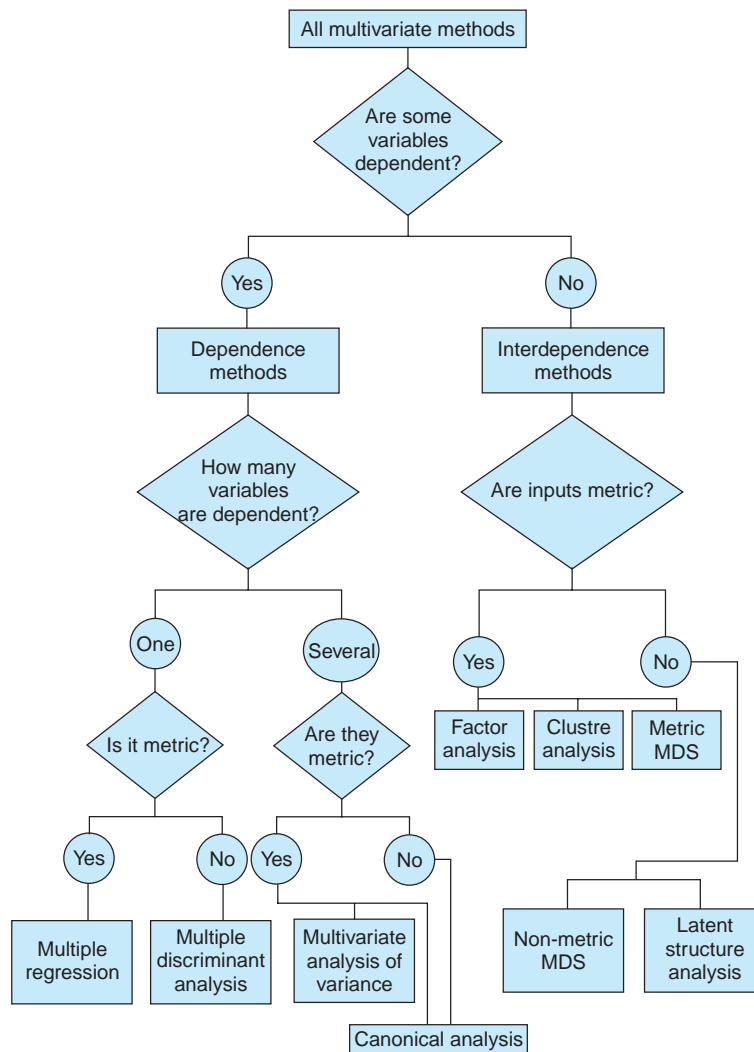 All multivariate methods
Are some
variables
dependent?
Yes
No
Dependence
methods
Interdependence
methods
How many
variables
are dependent?
Are inputs metric?
One
Several
Yes
No
Is it metric?
Are they
metric?
Factor
analysis
Clustre
analysis
Metric
MDS
Yes
No
Yes
No
Multiple
regression
Multiple
discriminant
analysis
Multivariate
analysis of
variance
Non-metric
MDS
Latent
structure
analysis
Canonical analysis